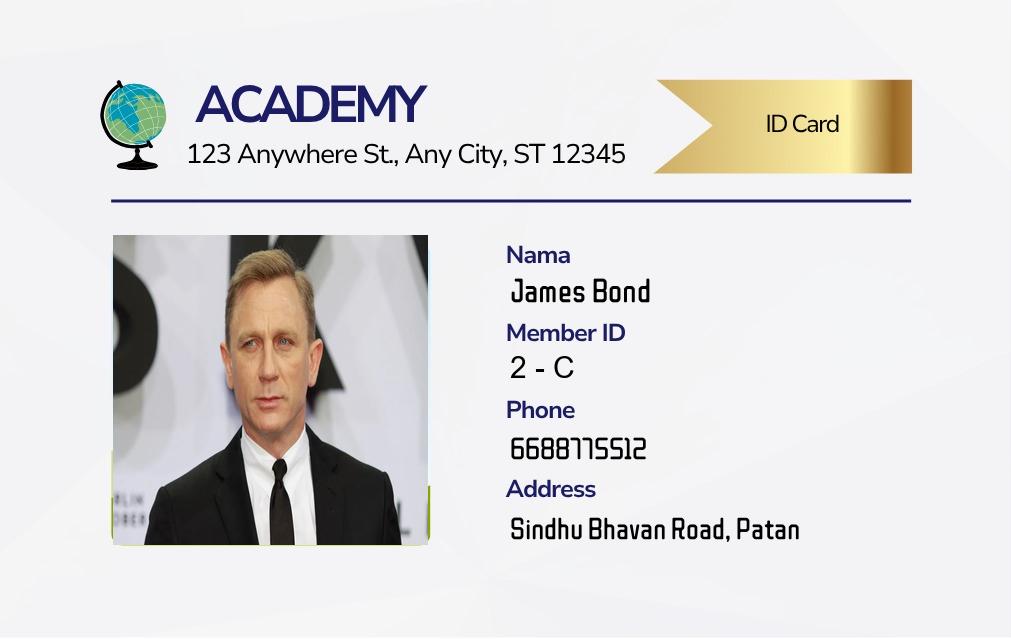 ACADEMY
123 Anywhere St., Any City, ST 12345
ID Card
Nama
James Bond
Member ID
2 - C
Phone
6688775512
Address
Sindhu Bhavan Road, Patan